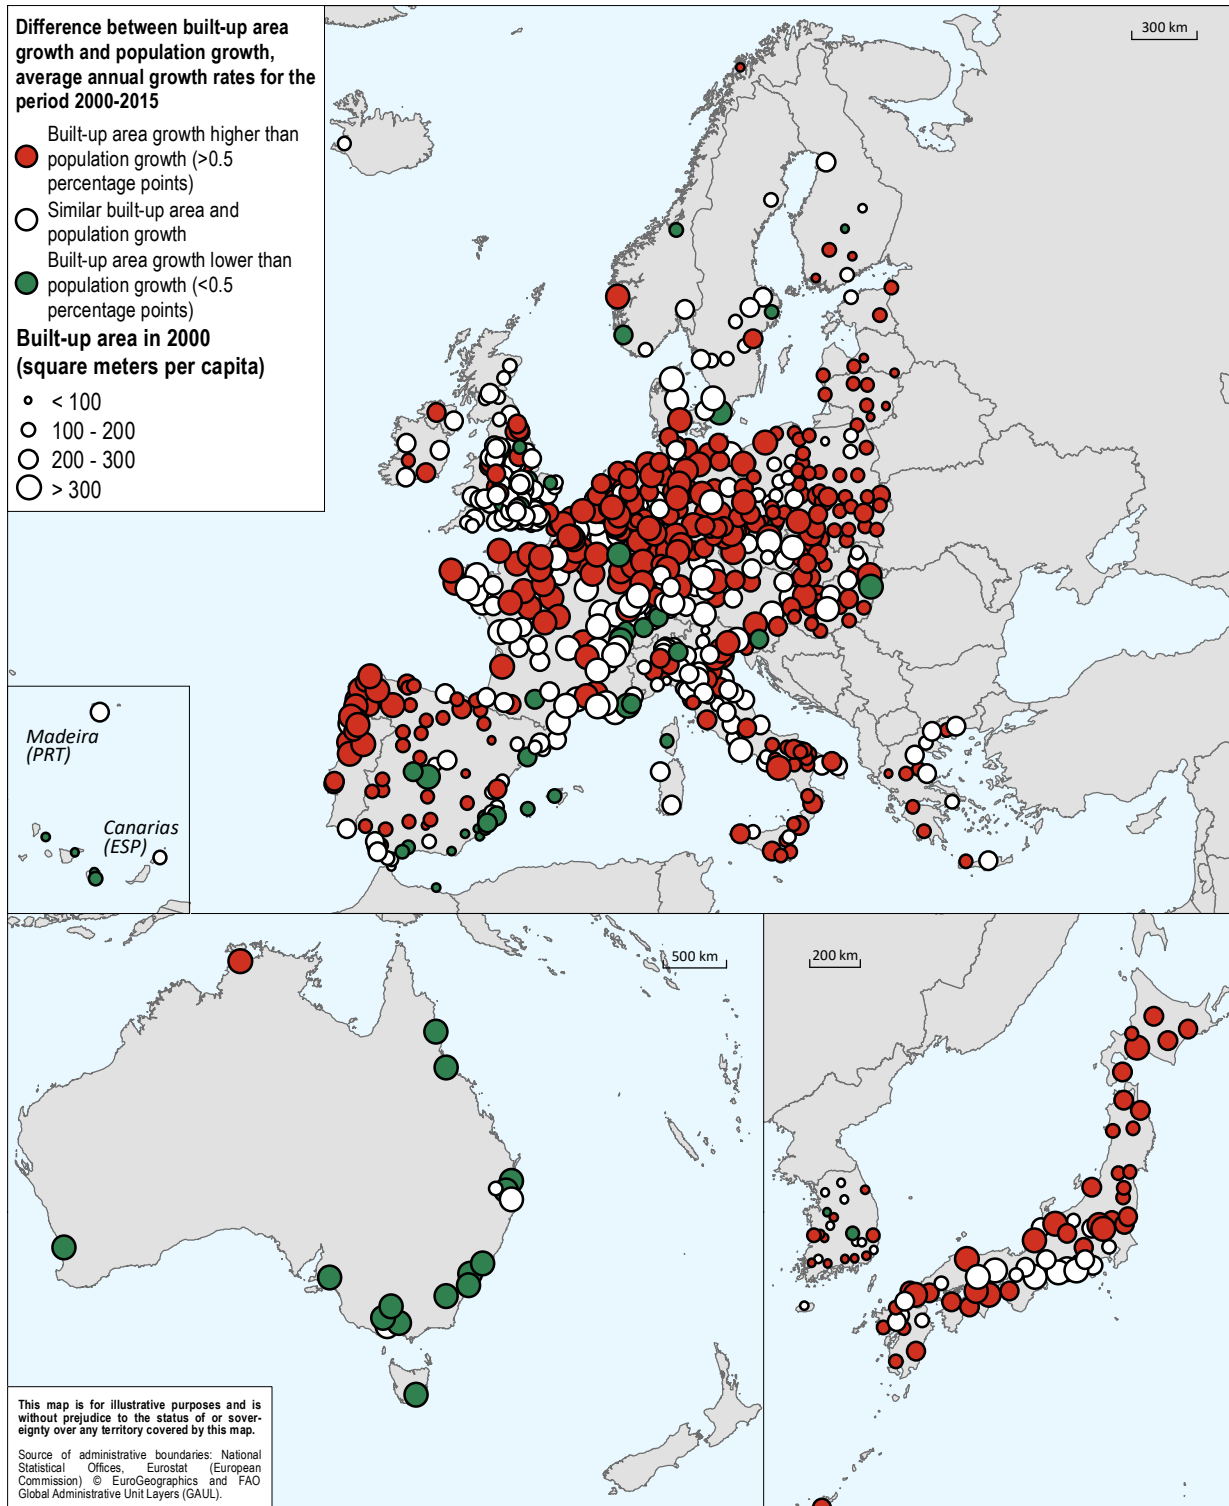 Difference between built-up area
growth and population growth,
average annual growth rates for the
period 2000-2015
Built-up area growth higher than
population growth (>0.5
percentage points)
Similar built-up area and
population growth
Built-up area growth lower than
population growth (<0.5
percentage points)
Built-up area in 2000
(square meters per capita)
< 100
100 - 200
200 - 300
> 300
300 km
Madeira
(PRT)
Canarias
(ESP)
500 km
200 km
This map is for illustrative purposes and is
without prejudice to the status of or sover-
eignty over any territory covered by this map.
Source of administrative boundaries: National
Statistical Offices, Eurostat (European
Commission) © EuroGeographics and FAO
Global Administrative Unit Layers (GAUL).